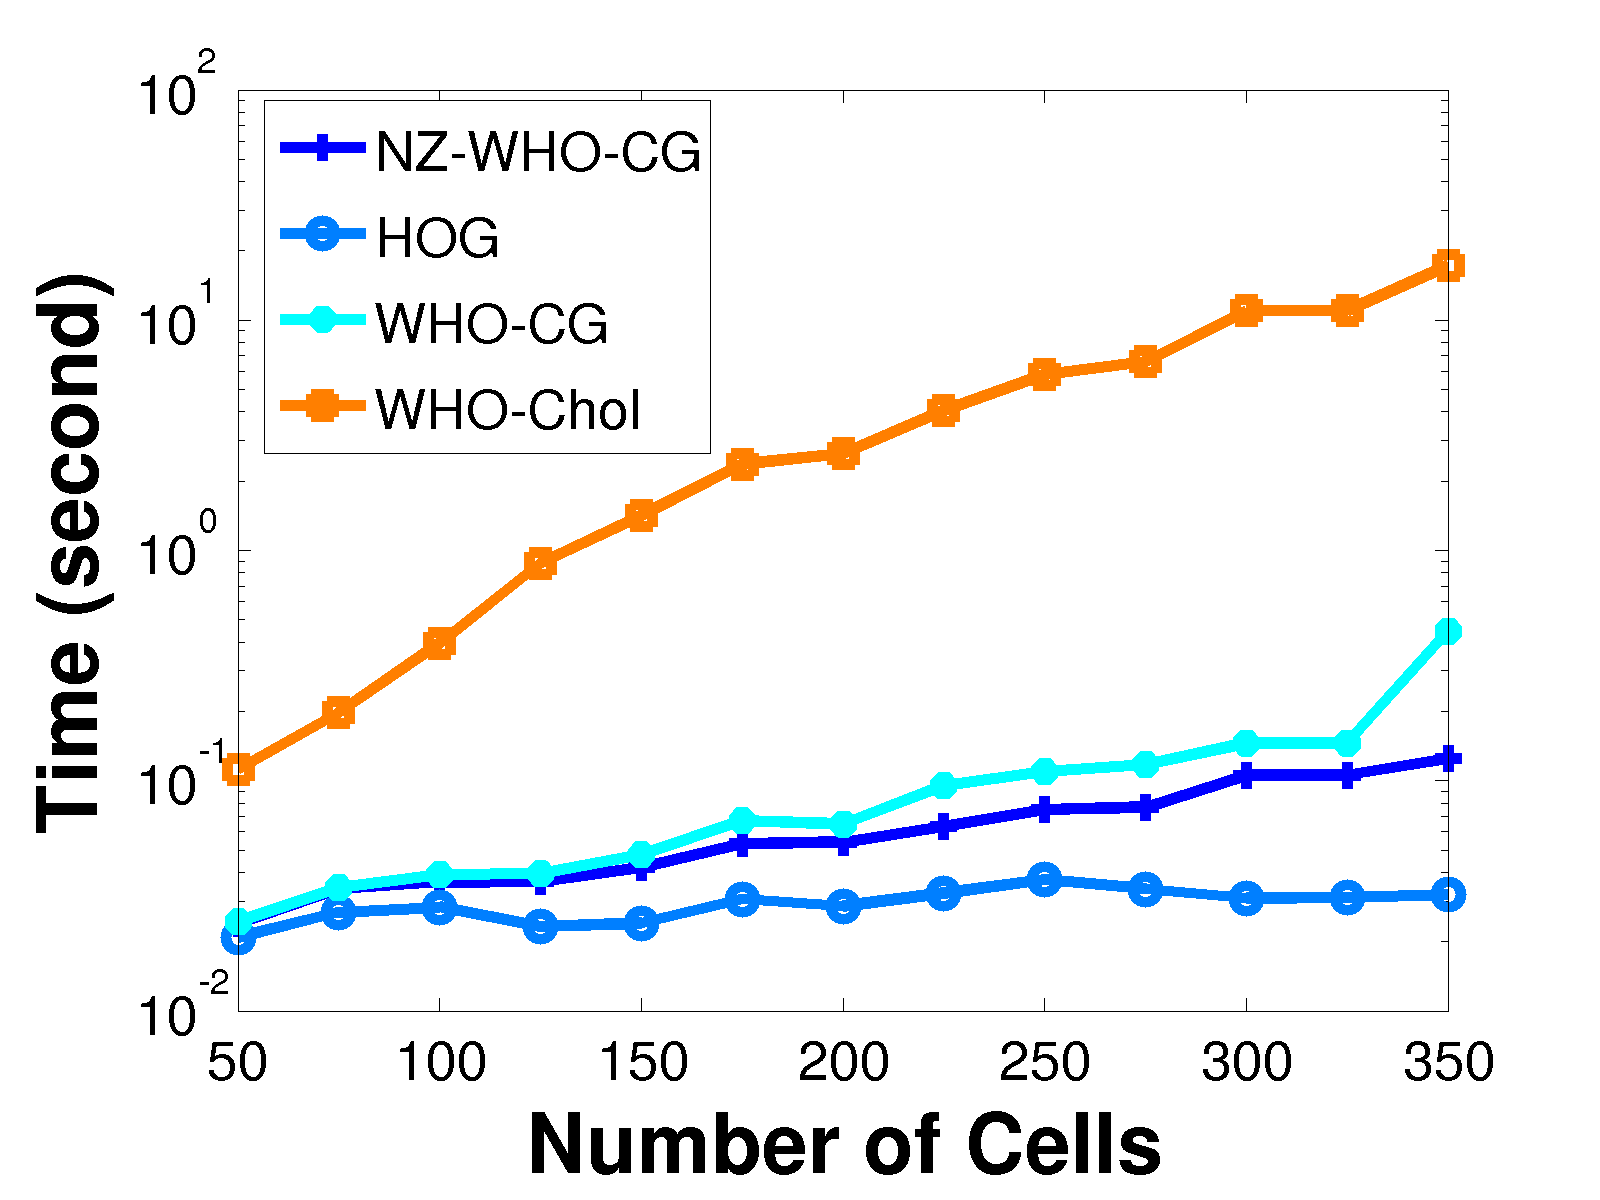 10^2
10^1
10^0
10^-1
10^-2
Time (second)
NZ-WHO-CG
HOG
WHO-CG
WHO-Chol
50 100 150 200 250 300 350
Number of Cells